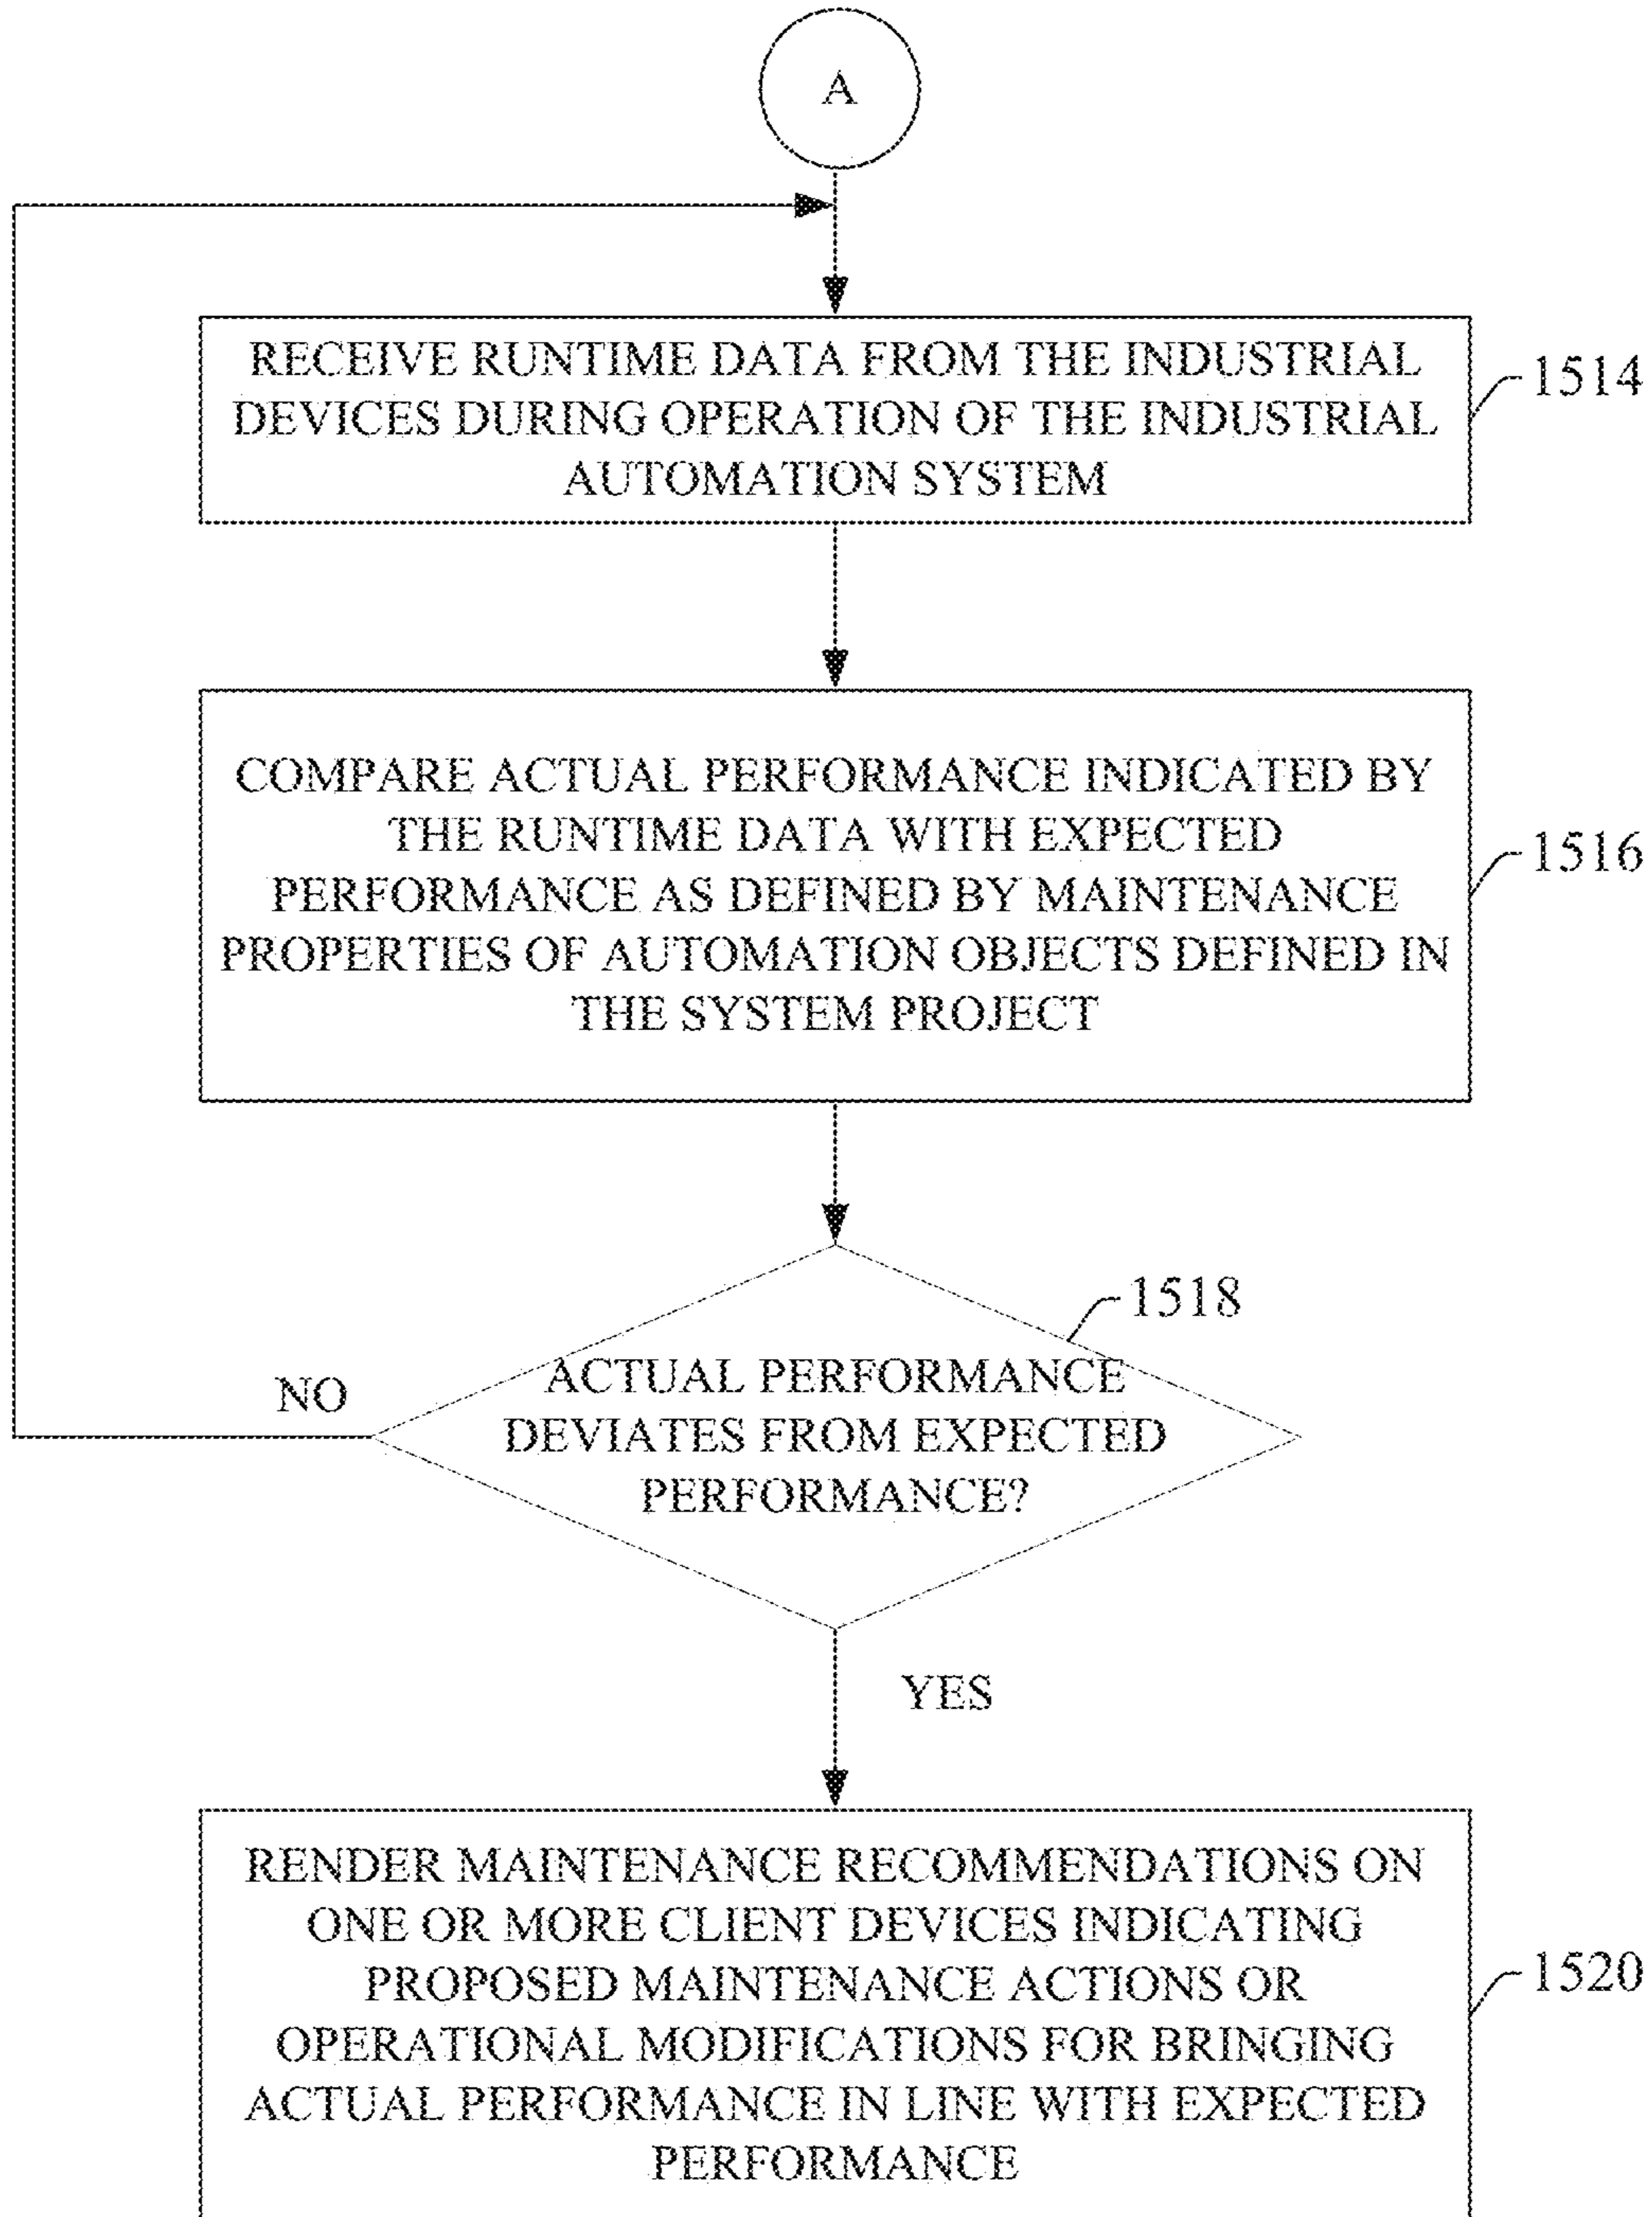 A
RECEIVE RUNTIME DATA FROM THE INDUSTRIAL
DEVICES DURING OPERATION OF THE INDUSTRIAL
AUTOMATION SYSTEM
1514
COMPARE ACTUAL PERFORMANCE INDICATED BY
THE RUNTIME DATA WITH EXPECTED
PERFORMANCE AS DEFINED BY MAINTENANCE
PROPERTIES OF AUTOMATION OBJECTS DEFINED IN
THE SYSTEM PROJECT
1516
1518
ACTUAL PERFORMANCE
DEVIATES FROM EXPECTED
PERFORMANCE?
NO
YES
RENDER MAINTENANCE RECOMMENDATIONS ON
ONE OR MORE CLIENT DEVICES INDICATING
PROPOSED MAINTENANCE ACTIONS OR
OPERATIONAL MODIFICATIONS FOR BRINGING
ACTUAL PERFORMANCE IN LINE WITH EXPECTED
PERFORMANCE
1520